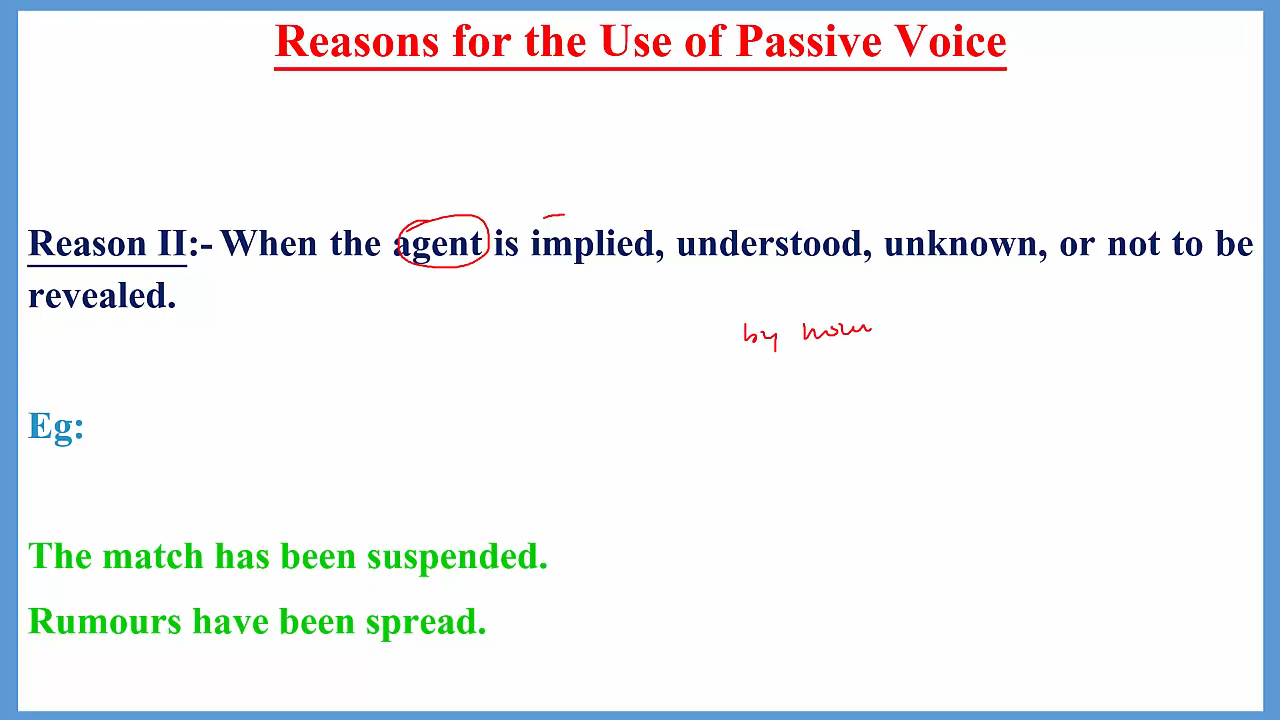 Reasons for the Use of Passive Voice
Reason II:- When the agent is implied, understood, unknown, or not to be
revealed.
by noun
Eg:
The match has been suspended.
Rumours have been spread.